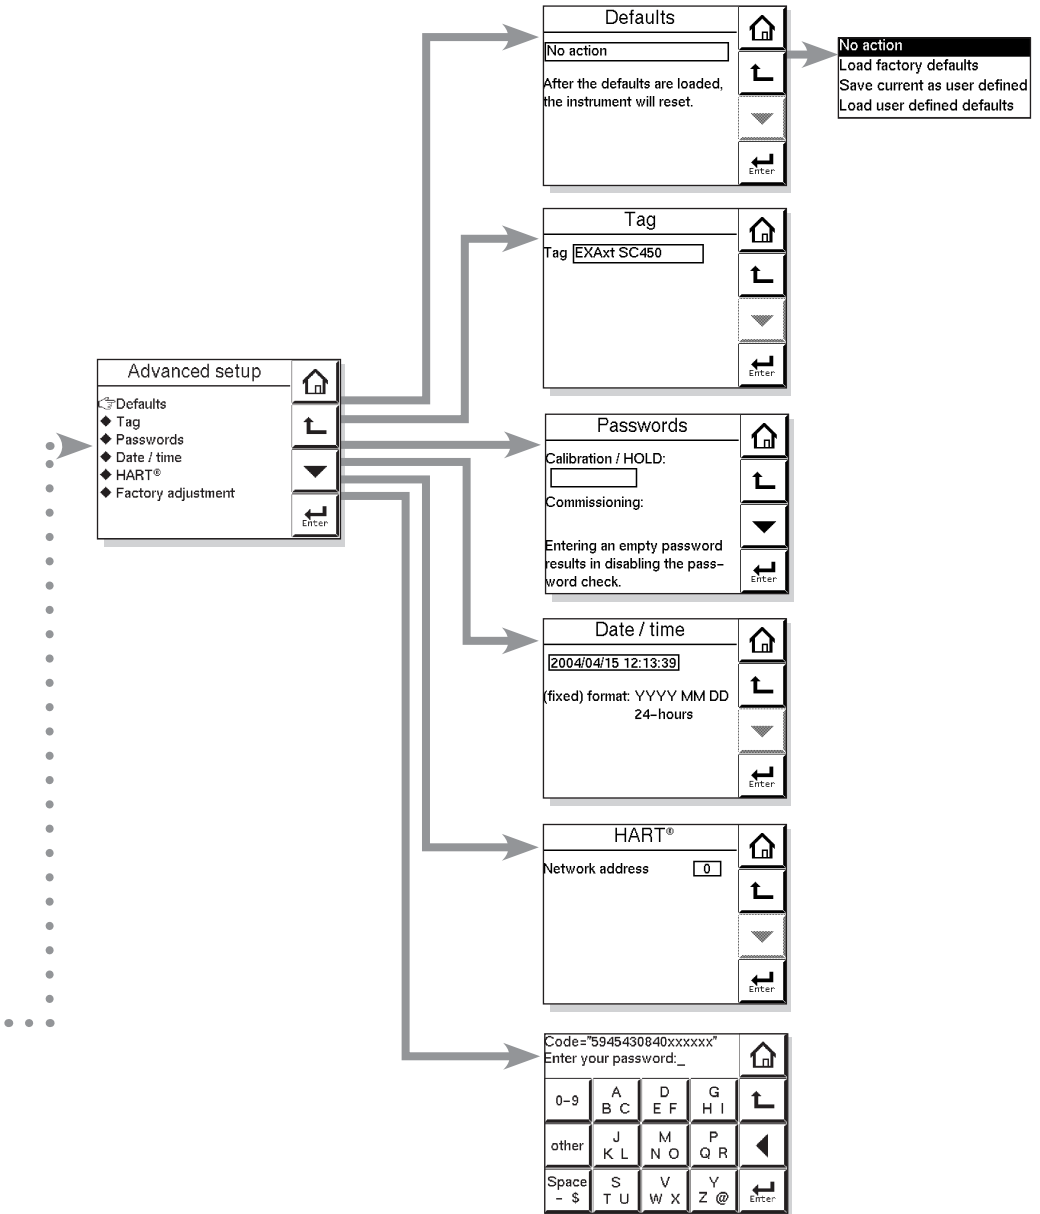 Defaults
No action
After the defaults are loaded,
the instrument will reset.
Enter
No action
Load factory defaults
Save current as user defined
Load user defined defaults
Tag
Tag EXAxt SC450
Enter
Advanced setup
Defaults
Tag
Passwords
Date / time
HART®
Factory adjustment
Enter
Passwords
Calibration / HOLD:
Commissioning:
Entering an empty password
results in disabling the pass-
word check.
Enter
Date / time
2004/04/15 12:13:39
(fixed) format: YYYY MM DD
24-hours
Enter
HART®
Network address 0
Enter
Code="5945430840xxxxxx"
Enter your password:_
0-9
A
B C
D
E F
G
H I
other
J
K L
M
N O
P
Q R
Space
- $
S
T U
V
W X
Y
Z @
Enter